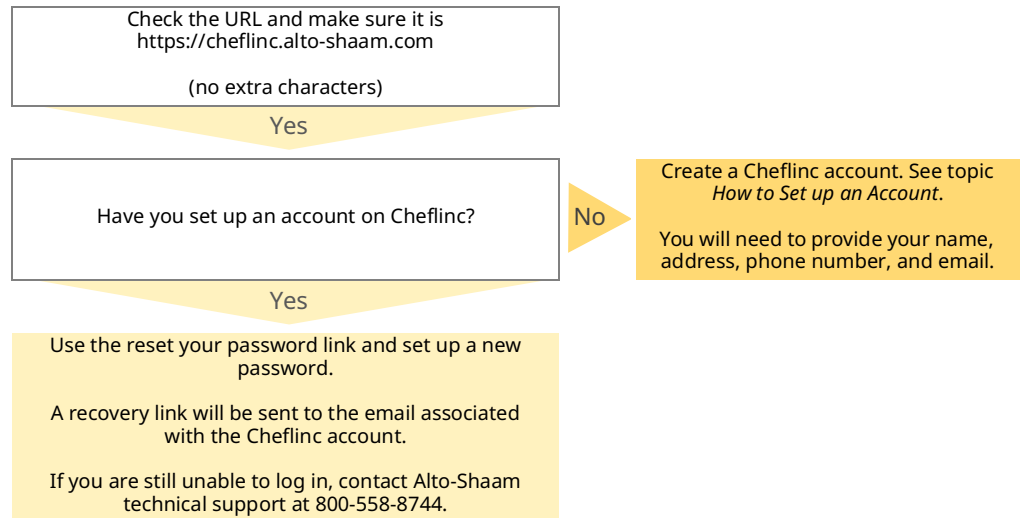 Check the URL and make sure it is
https://cheflinc.alto-shaam.com
(no extra characters)
Yes
Have you set up an account on Cheflinc?
No
Create a Cheflinc account. See topic
How to Set up an Account.
You will need to provide your name,
address, phone number, and email.
Yes
Use the reset your password link and set up a new
password.
A recovery link will be sent to the email associated
with the Cheflinc account.
If you are still unable to log in, contact Alto-Shaam
technical support at 800-558-8744.